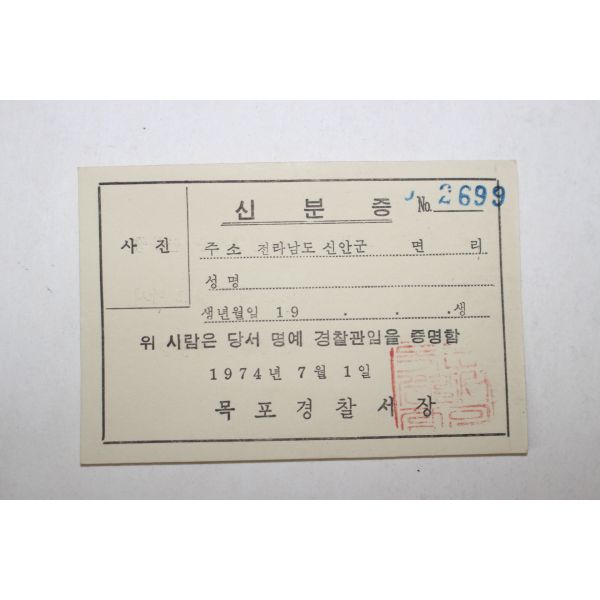 신 분 증 No. 2699
사 진
주 소 전라남도 신안군 면 리
성 명
생년월일 19 . . . 생
위 사람은 당서 명예 경찰관임을 증명함
1974년 7월 1일
목 포 경 찰 서 장